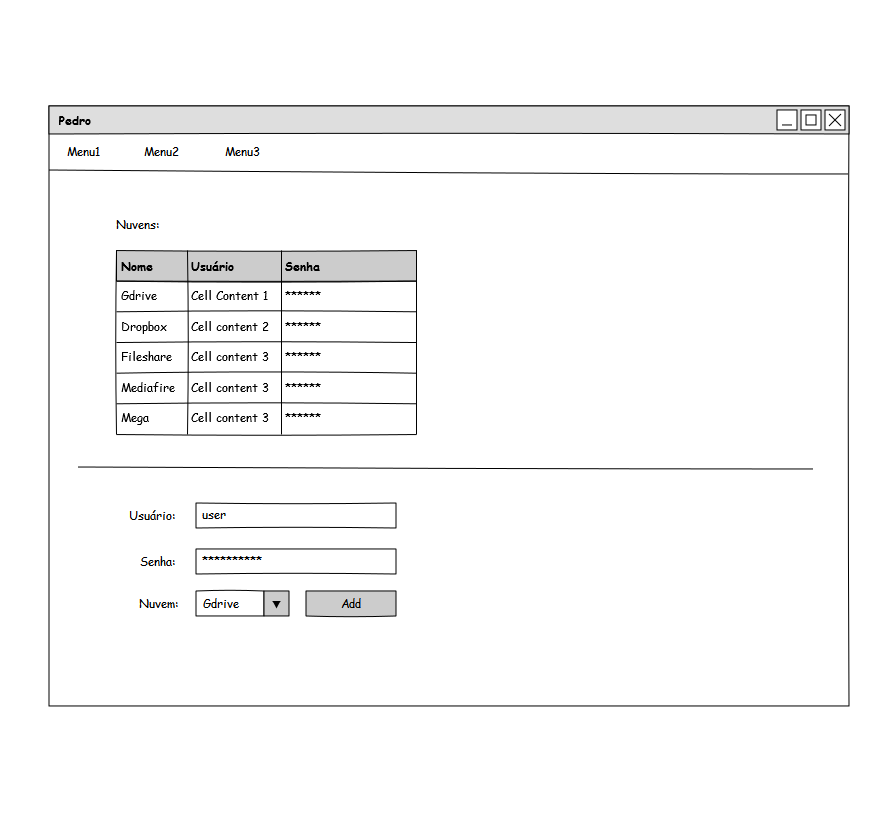 Pedro
Menu1 Menu2 Menu3
Nuvens:
Nome Usuário Senha
Gdrive Cell Content 1 ******
Dropbox Cell content 2 ******
Fileshare Cell content 3 ******
Mediafire Cell content 3 ******
Mega Cell content 3 ******
Usuário: user
Senha: **********
Nuvem: Gdrive ▼ Add